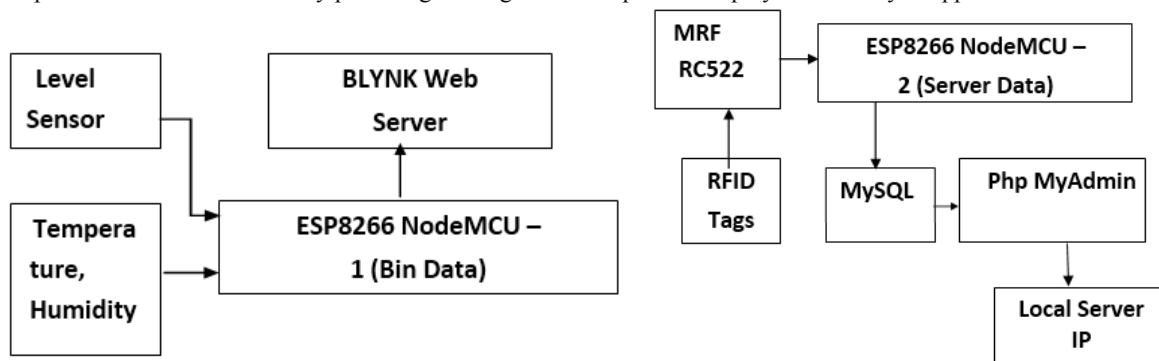 Level
Sensor
BLYNK Web
Server
Tempera
ture,
Humidity
ESP8266 NodeMCU –
1 (Bin Data)
MRF
RC522
ESP8266 NodeMCU –
2 (Server Data)
RFID
Tags
MySQL
Php MyAdmin
Local Server
IP